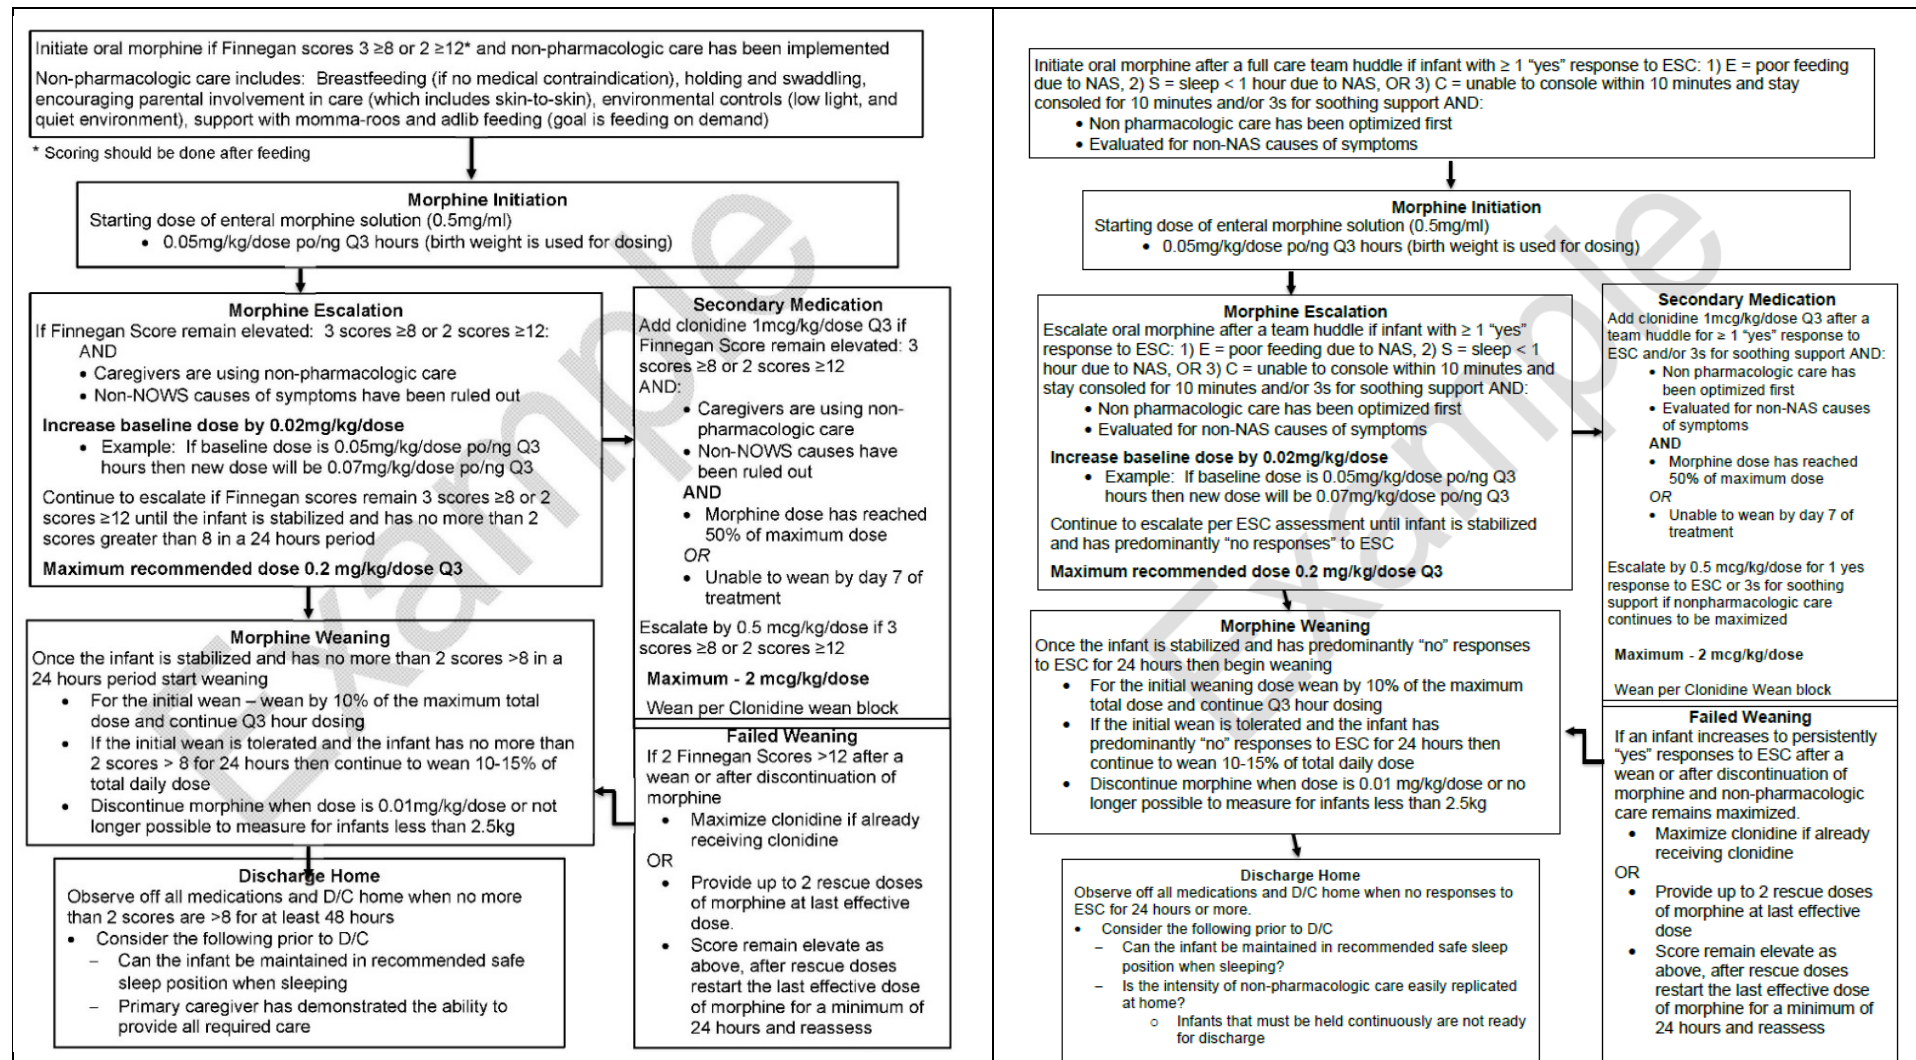 Initiate oral morphine if Finnegan scores 3 ≥8 or 2 ≥12* and non-pharmacologic care has been implemented
Non-pharmacologic care includes: Breastfeeding (if no medical contraindication), holding and swaddling,
encouraging parental involvement in care (which includes skin-to-skin), environmental controls (low light, and
quiet environment), support with momma-roos and adlib feeding (goal is feeding on demand)
* Scoring should be done after feeding
Morphine Initiation
Starting dose of enteral morphine solution (0.5mg/ml)
• 0.05mg/kg/dose po/ng Q3 hours (birth weight is used for dosing)
Morphine Escalation
If Finnegan Score remain elevated: 3 scores ≥8 or 2 scores ≥12:
AND
• Caregivers are using non-pharmacologic care
• Non-NOWS causes of symptoms have been ruled out
Increase baseline dose by 0.02mg/kg/dose
• Example: If baseline dose is 0.05mg/kg/dose po/ng Q3
hours then new dose will be 0.07mg/kg/dose po/ng Q3
Continue to escalate if Finnegan scores remain 3 scores ≥8 or 2
scores ≥12 until the infant is stabilized and has no more than 2
scores greater than 8 in a 24 hours period
Maximum recommended dose 0.2 mg/kg/dose Q3
Secondary Medication
Add clonidine 1mcg/kg/dose Q3 if
Finnegan Score remain elevated: 3
scores ≥8 or 2 scores ≥12
AND:
• Caregivers are using non-
pharmacologic care
• Non-NOWS causes have
been ruled out
AND
• Morphine dose has reached
50% of maximum dose
OR
• Unable to wean by day 7 of
treatment
Escalate by 0.5 mcg/kg/dose if 3
scores ≥8 or 2 scores ≥12
Maximum - 2 mcg/kg/dose
Wean per Clonidine wean block
Morphine Weaning
Once the infant is stabilized and has no more than 2 scores >8 in a
24 hours period start weaning
• For the initial wean – wean by 10% of the maximum total
dose and continue Q3 hour dosing
• If the initial wean is tolerated and the infant has no more than
2 scores > 8 for 24 hours then continue to wean 10-15% of
total daily dose
• Discontinue morphine when dose is 0.01mg/kg/dose or not
longer possible to measure for infants less than 2.5kg
Failed Weaning
If 2 Finnegan Scores >12 after a
wean or after discontinuation of
morphine
• Maximize clonidine if already
receiving clonidine
OR
• Provide up to 2 rescue doses
of morphine at last effective
dose.
• Score remain elevate as
above, after rescue doses
restart the last effective dose
of morphine for a minimum of
24 hours and reassess
Discharge Home
Observe off all medications and D/C home when no more
than 2 scores are >8 for at least 48 hours
• Consider the following prior to D/C
– Can the infant be maintained in recommended safe
sleep position when sleeping
– Primary caregiver has demonstrated the ability to
provide all required care
Example
Initiate oral morphine after a full care team huddle if infant with ≥ 1 “yes” response to ESC: 1) E = poor feeding
due to NAS, 2) S = sleep < 1 hour due to NAS, OR 3) C = unable to console within 10 minutes and stay
consoled for 10 minutes and/or 3s for soothing support AND:
• Non pharmacologic care has been optimized first
• Evaluated for non-NAS causes of symptoms
Morphine Initiation
Starting dose of enteral morphine solution (0.5mg/ml)
• 0.05mg/kg/dose po/ng Q3 hours (birth weight is used for dosing)
Morphine Escalation
Escalate oral morphine after a team huddle if infant with ≥ 1 “yes”
response to ESC: 1) E = poor feeding due to NAS, 2) S = sleep < 1
hour due to NAS, OR 3) C = unable to console within 10 minutes and
stay consoled for 10 minutes and/or 3s for soothing support AND:
• Non pharmacologic care has been optimized first
• Evaluated for non-NAS causes of symptoms
Increase baseline dose by 0.02mg/kg/dose
• Example: If baseline dose is 0.05mg/kg/dose po/ng Q3
hours then new dose will be 0.07mg/kg/dose po/ng Q3
Continue to escalate per ESC assessment until infant is stabilized
and has predominantly “no responses” to ESC
Maximum recommended dose 0.2 mg/kg/dose Q3
Secondary Medication
Add clonidine 1mcg/kg/dose Q3 after a
team huddle for ≥ 1 “yes” response to
ESC and/or 3s for soothing support AND:
• Non pharmacologic care has
been optimized first
• Evaluated for non-NAS causes
of symptoms
AND
• Morphine dose has reached
50% of maximum dose
OR
• Unable to wean by day 7 of
treatment
Escalate by 0.5 mcg/kg/dose for 1 yes
response to ESC or 3s for soothing
support if nonpharmacologic care
continues to be maximized
Maximum - 2 mcg/kg/dose
Wean per Clonidine Wean block
Morphine Weaning
Once the infant is stabilized and has predominantly “no” responses
to ESC for 24 hours then begin weaning
• For the initial weaning dose wean by 10% of the maximum
total dose and continue Q3 hour dosing
• If the initial wean is tolerated and the infant has
predominantly “no” responses to ESC for 24 hours then
continue to wean 10-15% of total daily dose
• Discontinue morphine when dose is 0.01 mg/kg/dose or no
longer possible to measure for infants less than 2.5kg
Failed Weaning
If an infant increases to persistently
“yes” responses to ESC after a
wean or after discontinuation of
morphine and non-pharmacologic
care remains maximized.
• Maximize clonidine if already
receiving clonidine
OR
• Provide up to 2 rescue doses
of morphine at last effective
dose
• Score remain elevate as
above, after rescue doses
restart the last effective dose
of morphine for a minimum of
24 hours and reassess
Discharge Home
Observe off all medications and D/C home when no responses to
ESC for 24 hours or more.
• Consider the following prior to D/C
– Can the infant be maintained in recommended safe sleep
position when sleeping?
– Is the intensity of non-pharmacologic care easily replicated
at home?
○ Infants that must be held continuously are not ready
for discharge
Example